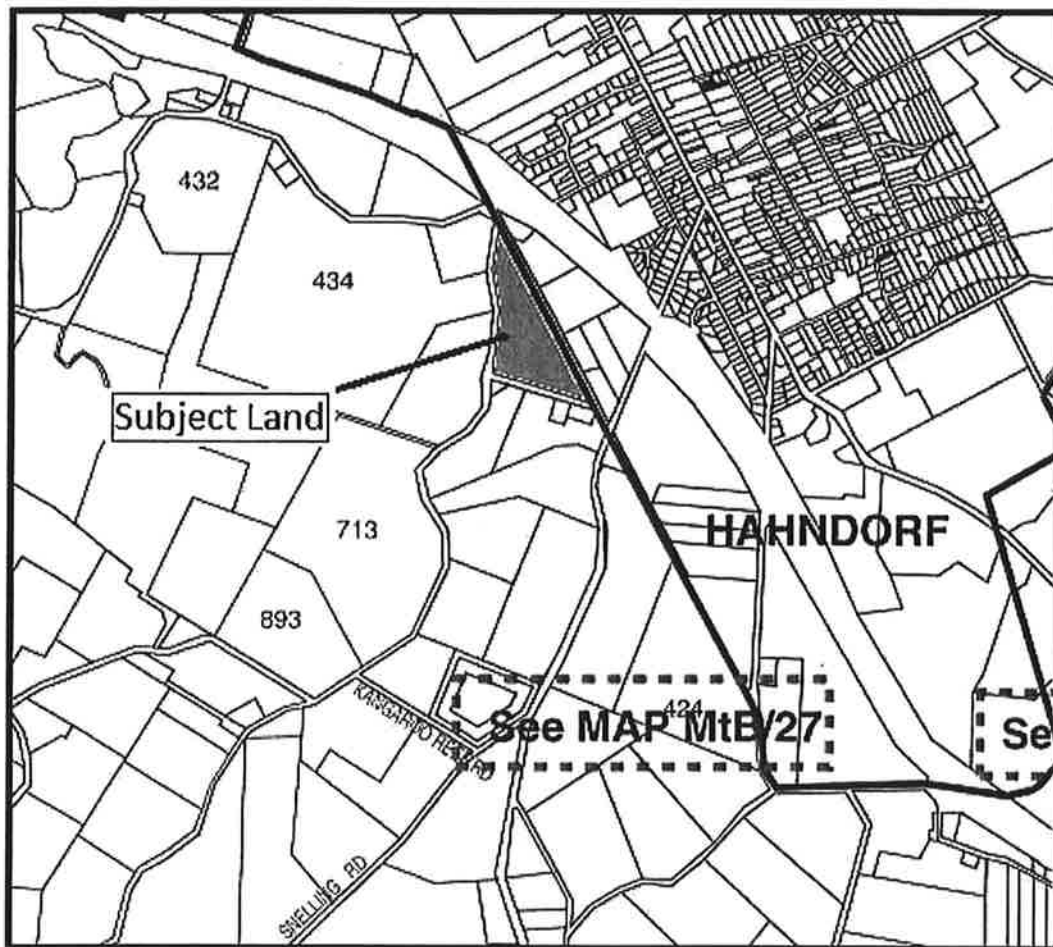 432
434
Subject Land
HAHNDORF
713
893
424
See MAP MtB/27
Se
KANGAROO REEF RD
SNELLING RD